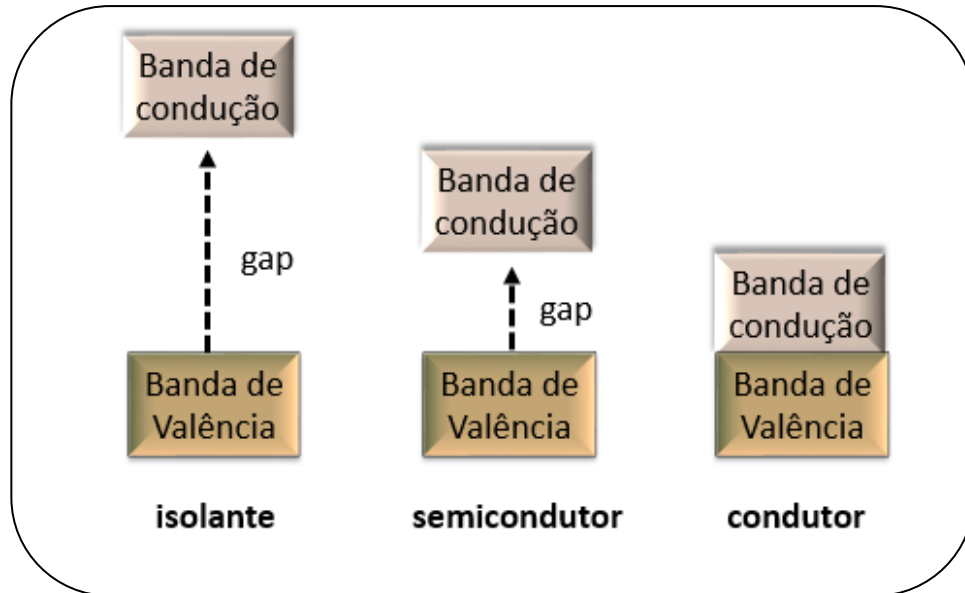 Banda de
condução
gap
Banda de
Valência
isolante
Banda de
condução
gap
Banda de
Valência
semicondutor
Banda de
condução
Banda de
Valência
condutor